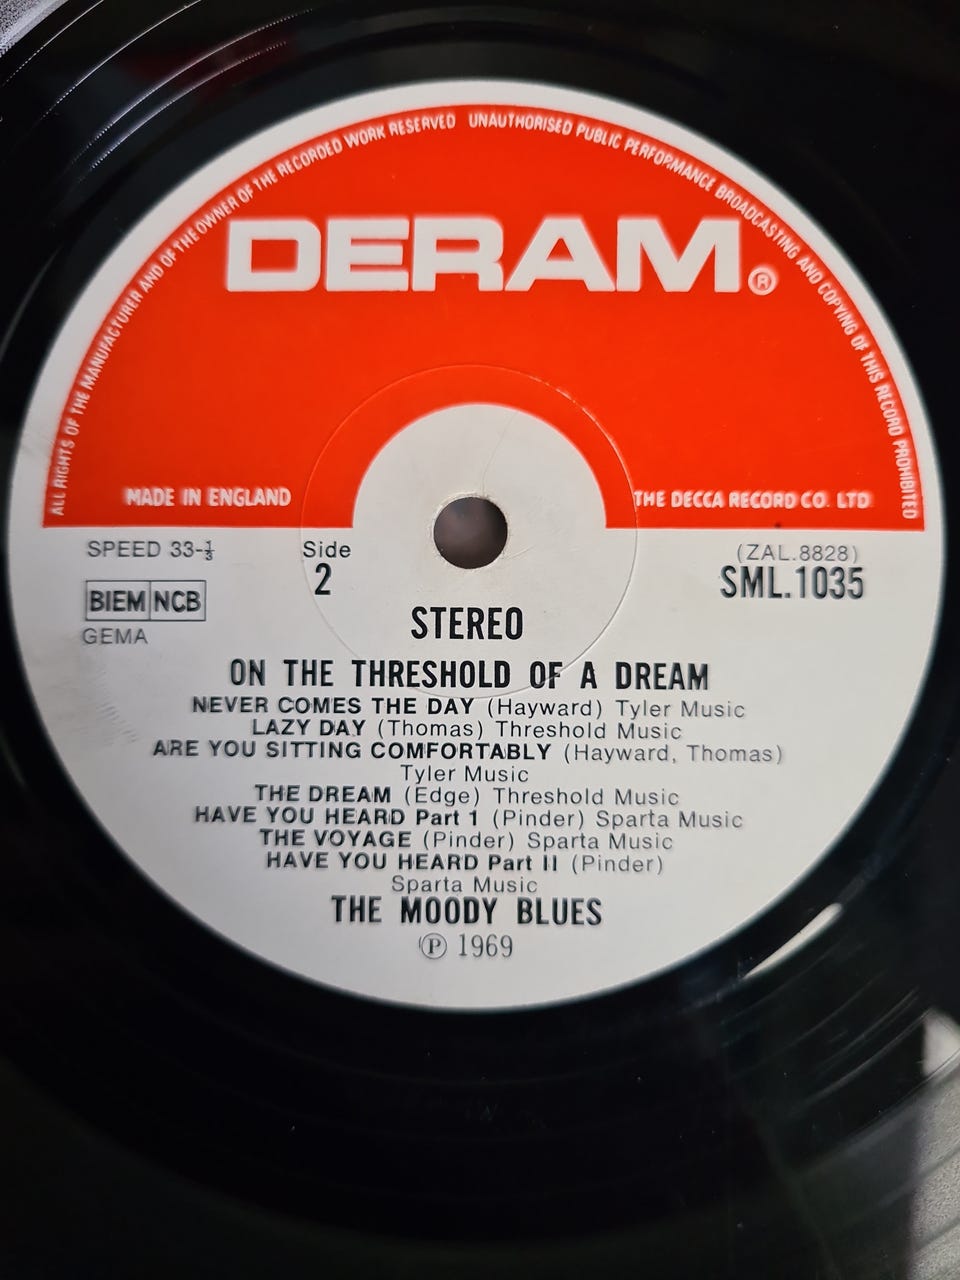 ALL RIGHTS OF THE MANUFACTURER AND OF THE OWNER OF THE RECORDED WORK RESERVED UNAUTHORISED PUBLIC PERFORMANCE BROADCASTING AND COPYING OF THIS RECORD PROHIBITED
DERAM®
MADE IN ENGLAND THE DECCA RECORD CO. LTD
SPEED 33-⅓ Side (ZAL.8828)
2 SML.1035
BIEM NCB
GEMA
STEREO
ON THE THRESHOLD OF A DREAM
NEVER COMES THE DAY (Hayward) Tyler Music
LAZY DAY (Thomas) Threshold Music
ARE YOU SITTING COMFORTABLY (Hayward, Thomas)
Tyler Music
THE DREAM (Edge) Threshold Music
HAVE YOU HEARD Part 1 (Pinder) Sparta Music
THE VOYAGE (Pinder) Sparta Music
HAVE YOU HEARD Part II (Pinder)
Sparta Music
THE MOODY BLUES
℗ 1969